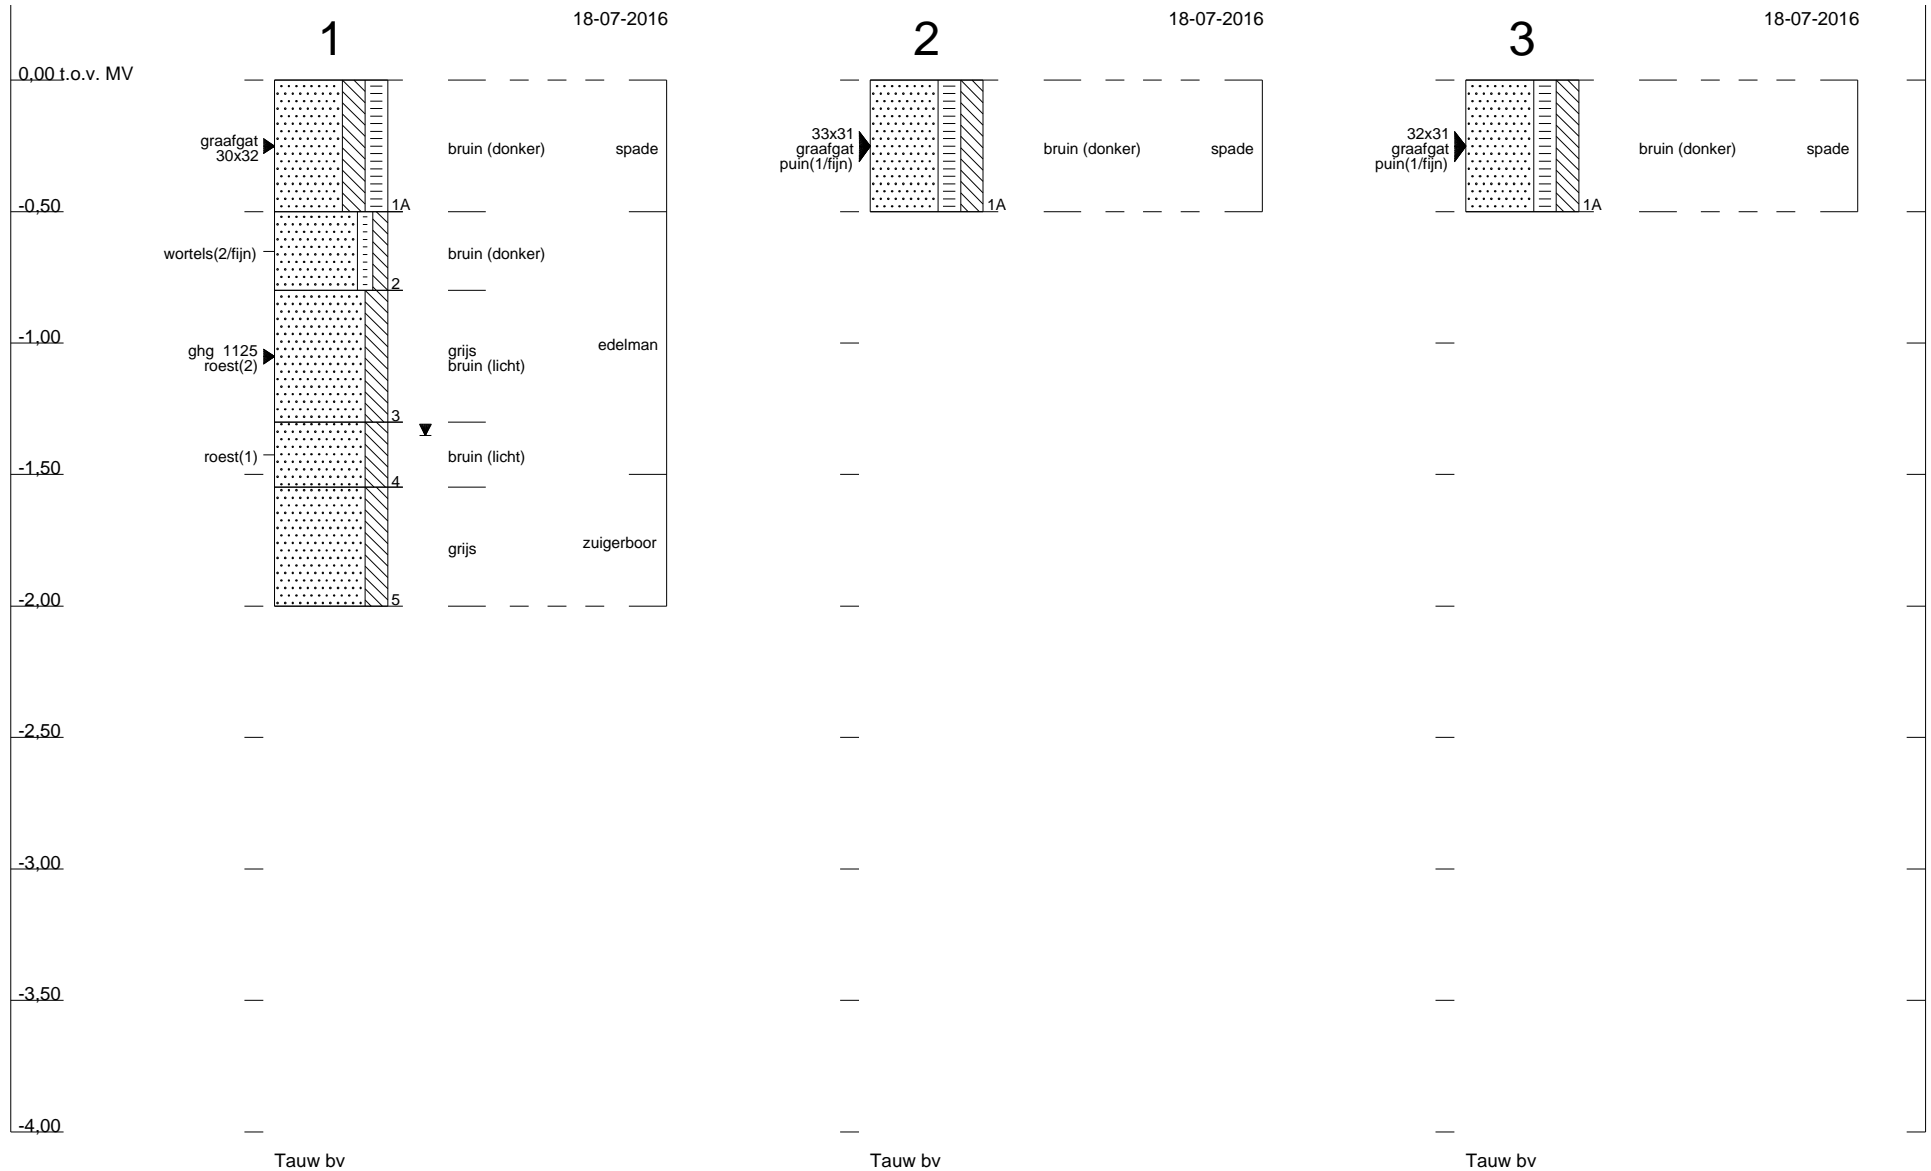 1
18-07-2016
2
18-07-2016
3
18-07-2016
0,00 t.o.v. MV
-0,50
-1,00
-1,50
-2,00
-2,50
-3,00
-3,50
-4,00
graafgat
30x32
bruin (donker)
spade
1A
wortels(2/fijn)
bruin (donker)
2
ghg 1125
roest(2)
grijs
bruin (licht)
edelman
3
roest(1)
bruin (licht)
4
grijs
zuigerboor
5
33x31
graafgat
puin(1/fijn)
bruin (donker)
spade
1A
32x31
graafgat
puin(1/fijn)
bruin (donker)
spade
1A
Tauw bv
Tauw bv
Tauw bv